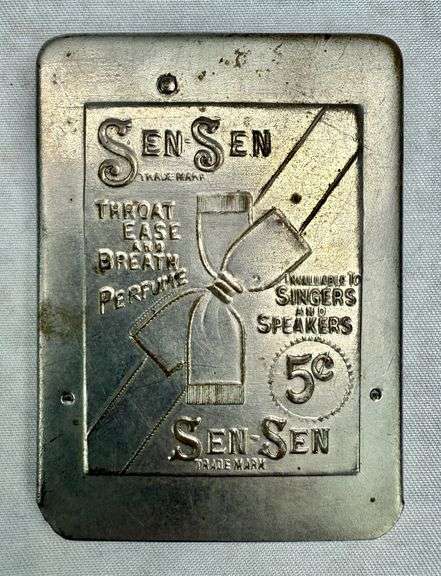 SEN-SEN
TRADE MARK
THROAT
EASE
AND
BREATH
PERFUME
INVALUABLE TO
SINGERS
AND
SPEAKERS
5¢
SEN-SEN
TRADE MARK